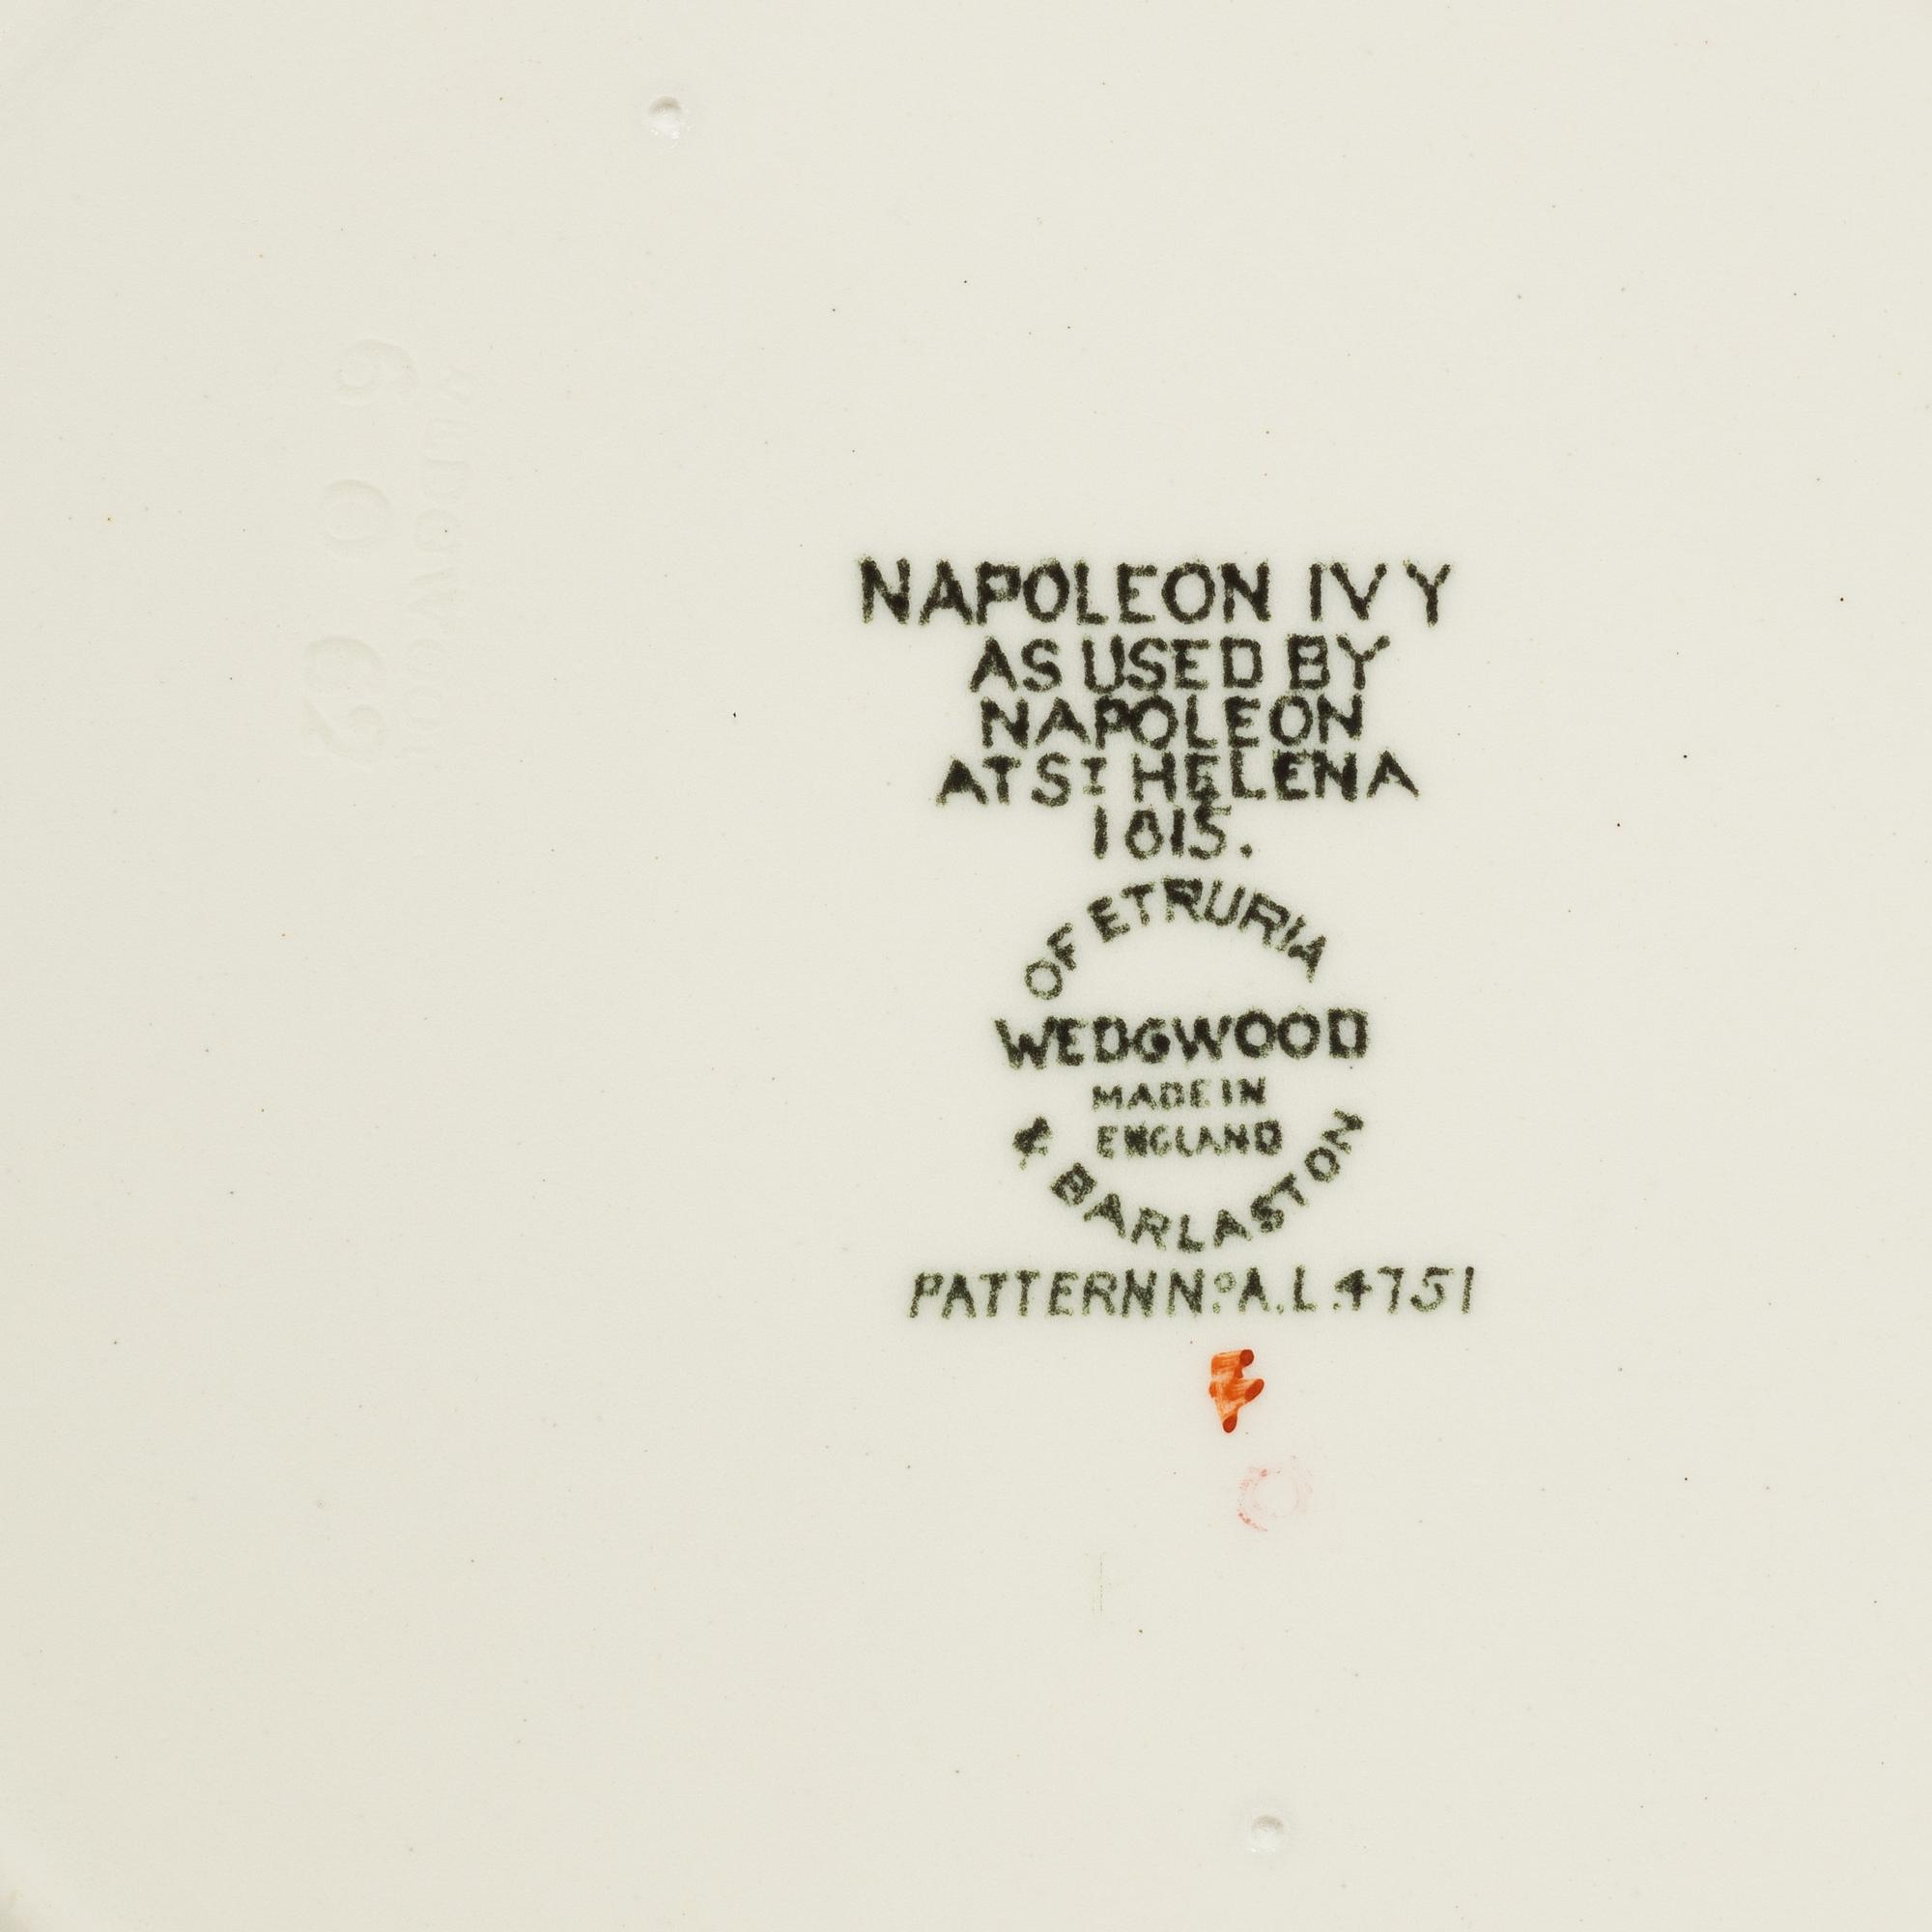 NAPOLEON IVY
AS USED BY
NAPOLEON
AT ST HELENA
1815.
OF ETRURIA
WEDGWOOD
MADE IN
ENGLAND
& BARLASTON
PATTERN No. A.L.4751
WEDGWOOD